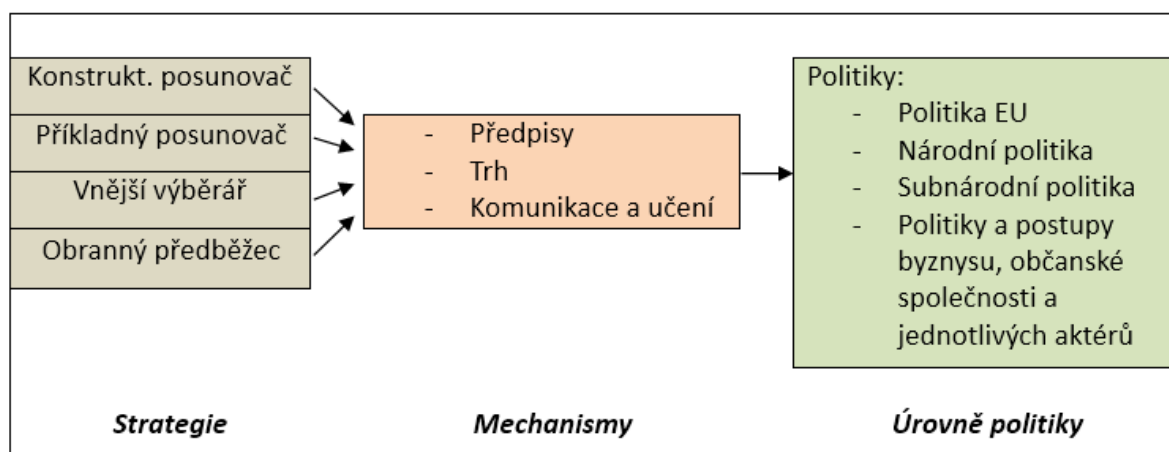 Konstrukt. posunovač
Příkladný posunovač
Vnější výběrář
Obranný předběžec
- Předpisy
- Trh
- Komunikace a učení
Politiky:
- Politika EU
- Národní politika
- Subnárodní politika
- Politiky a postupy
byznysu, občanské
společnosti a
jednotlivých aktérů
Strategie
Mechanismy
Úrovně politiky